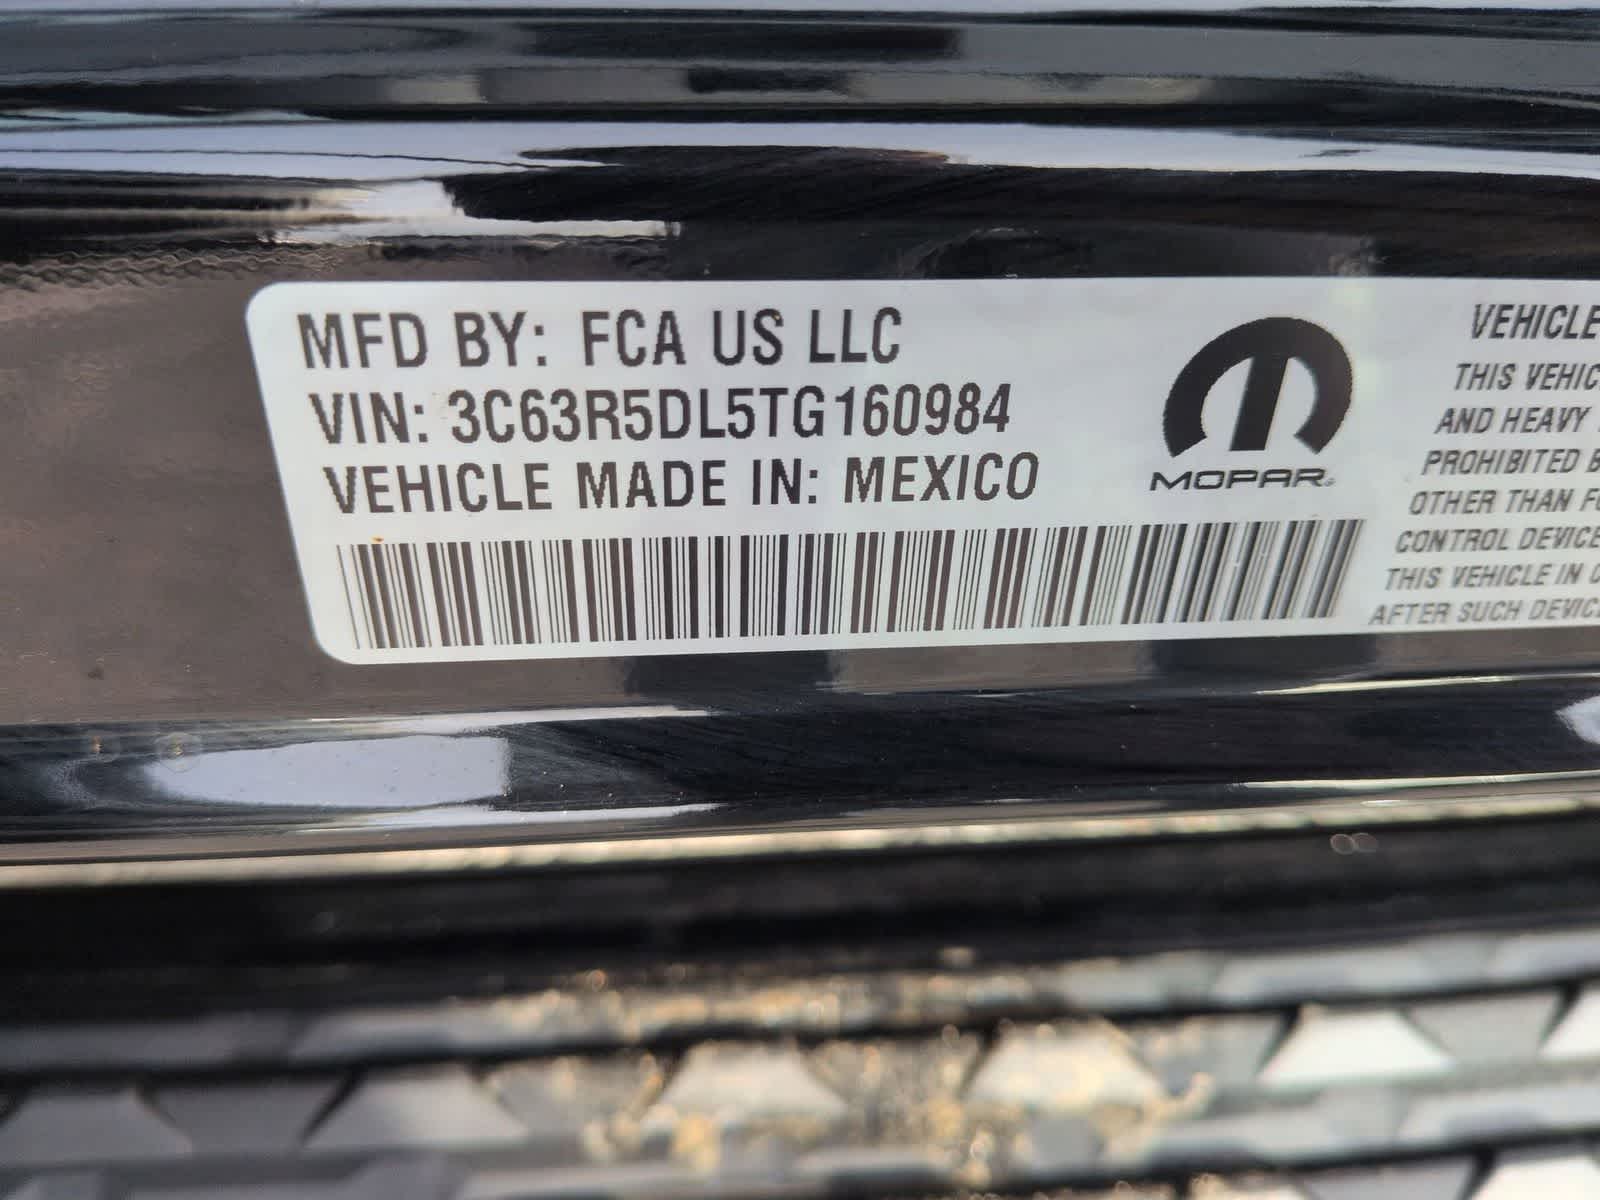 MFD BY: FCA US LLC
VIN: 3C63R5DL5TG160984
VEHICLE MADE IN: MEXICO
MOPAR®
VEHICLE
THIS VEHIC
AND HEAVY
PROHIBITED B
OTHER THAN FO
CONTROL DEVICE
THIS VEHICLE IN C
AFTER SUCH DEVIC